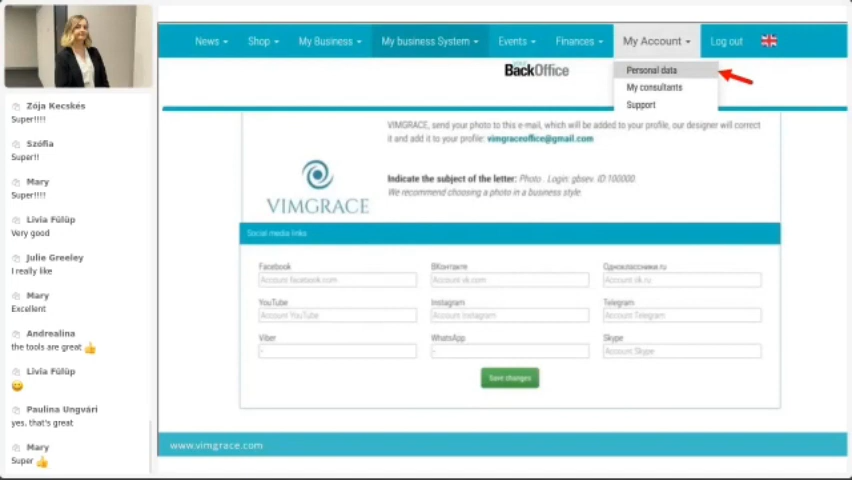 Zója Kecskés
Super!!!!
Szófia
Super!!
Mary
Super!!!!
Livia Fülüp
Very good
Julie Greeley
I really like
Mary
Excellent
Andrealina
the tools are great 👍
Livia Fülüp
😀
Paulina Ungvári
yes, that's great
Mary
Super 👍
News
Shop
My Business
My business System
Events
Finances
My Account
Log out
BackOffice
Personal data
My consultants
Support
VIMGRACE, send your photo to this e-mail, which will be added to your profile, our designer will correct
it and add it to your profile: vimgraceoffice@gmail.com
Indicate the subject of the letter: Photo . Login: gbsev. ID 100000.
We recommend choosing a photo in a business style.
VIMGRACE
Social media links
Facebook
ВКонтакте
Одноклассники.ru
Account facebook.com
Account vk.com
Account ok.ru
YouTube
Instagram
Telegram
Account YouTube
Account Instagram
Account Telegram
Viber
WhatsApp
Skype
-
-
Account Skype
Save changes
www.vimgrace.com